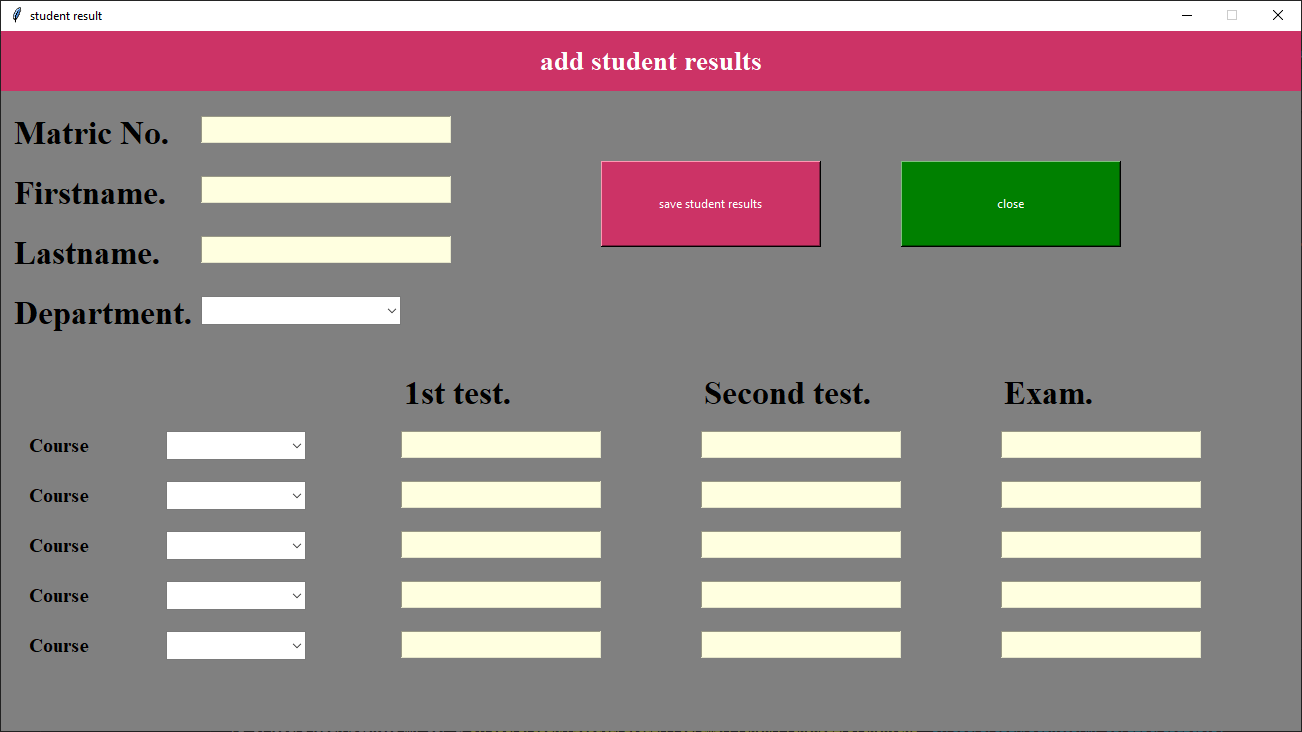 student result
add student results
Matric No.
Firstname.
save student results
close
Lastname.
Department.
1st test. Second test. Exam.
Course
Course
Course
Course
Course